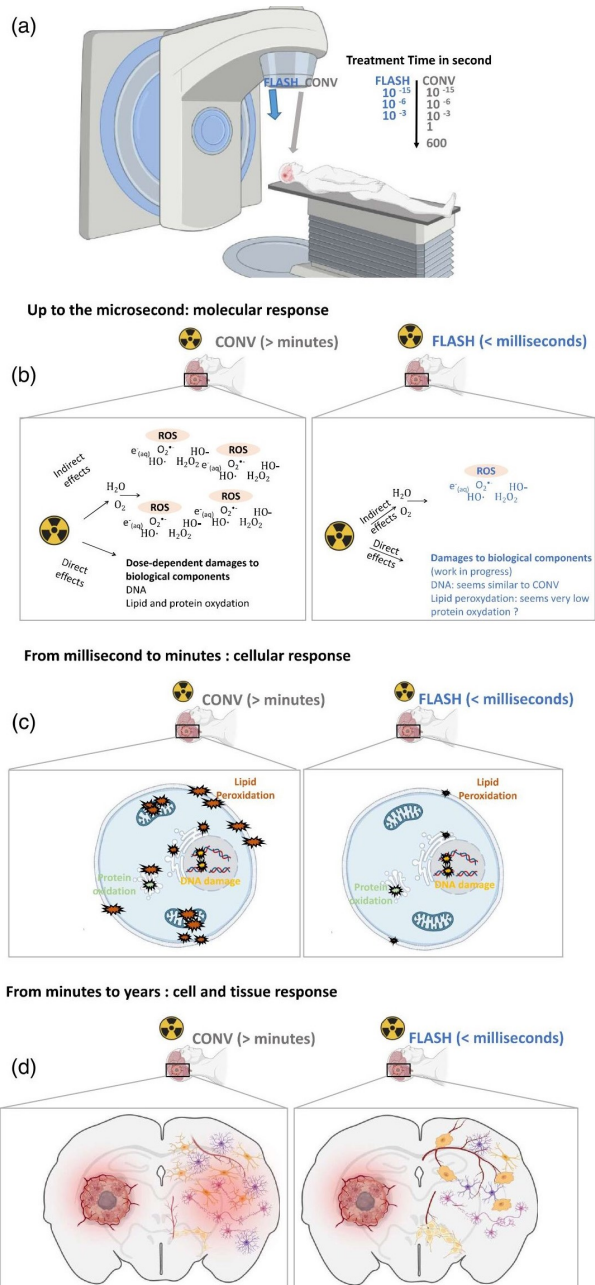 (a)
Treatment Time in second
FLASH CONV
FLASH CONV
10 -15 10 -15
10 -6 10 -6
10 -3 10 -3
1
600
Up to the microsecond: molecular response
CONV (> minutes)
FLASH (< milliseconds)
(b)
ROS
e-(aq) O2•- HO-
HO· H2O2
ROS
e-(aq) O2•- HO-
HO· H2O2
Indirect effects
H2O
O2
ROS
e-(aq) O2•- HO-
HO· H2O2
ROS
e-(aq) O2•- HO-
HO· H2O2
Direct effects
Dose-dependent damages to
biological components
DNA
Lipid and protein oxydation
ROS
e-(aq) O2•- HO-
HO· H2O2
Indirect effects
H2O
O2
Direct effects
Damages to biological components
(work in progress)
DNA: seems similar to CONV
Lipid peroxydation: seems very low
protein oxydation ?
From millisecond to minutes : cellular response
CONV (> minutes)
FLASH (< milliseconds)
(c)
Lipid
Peroxidation
Protein
oxidation
DNA damage
Lipid
Peroxidation
Protein
oxidation
DNA damage
From minutes to years : cell and tissue response
CONV (> minutes)
FLASH (< milliseconds)
(d)